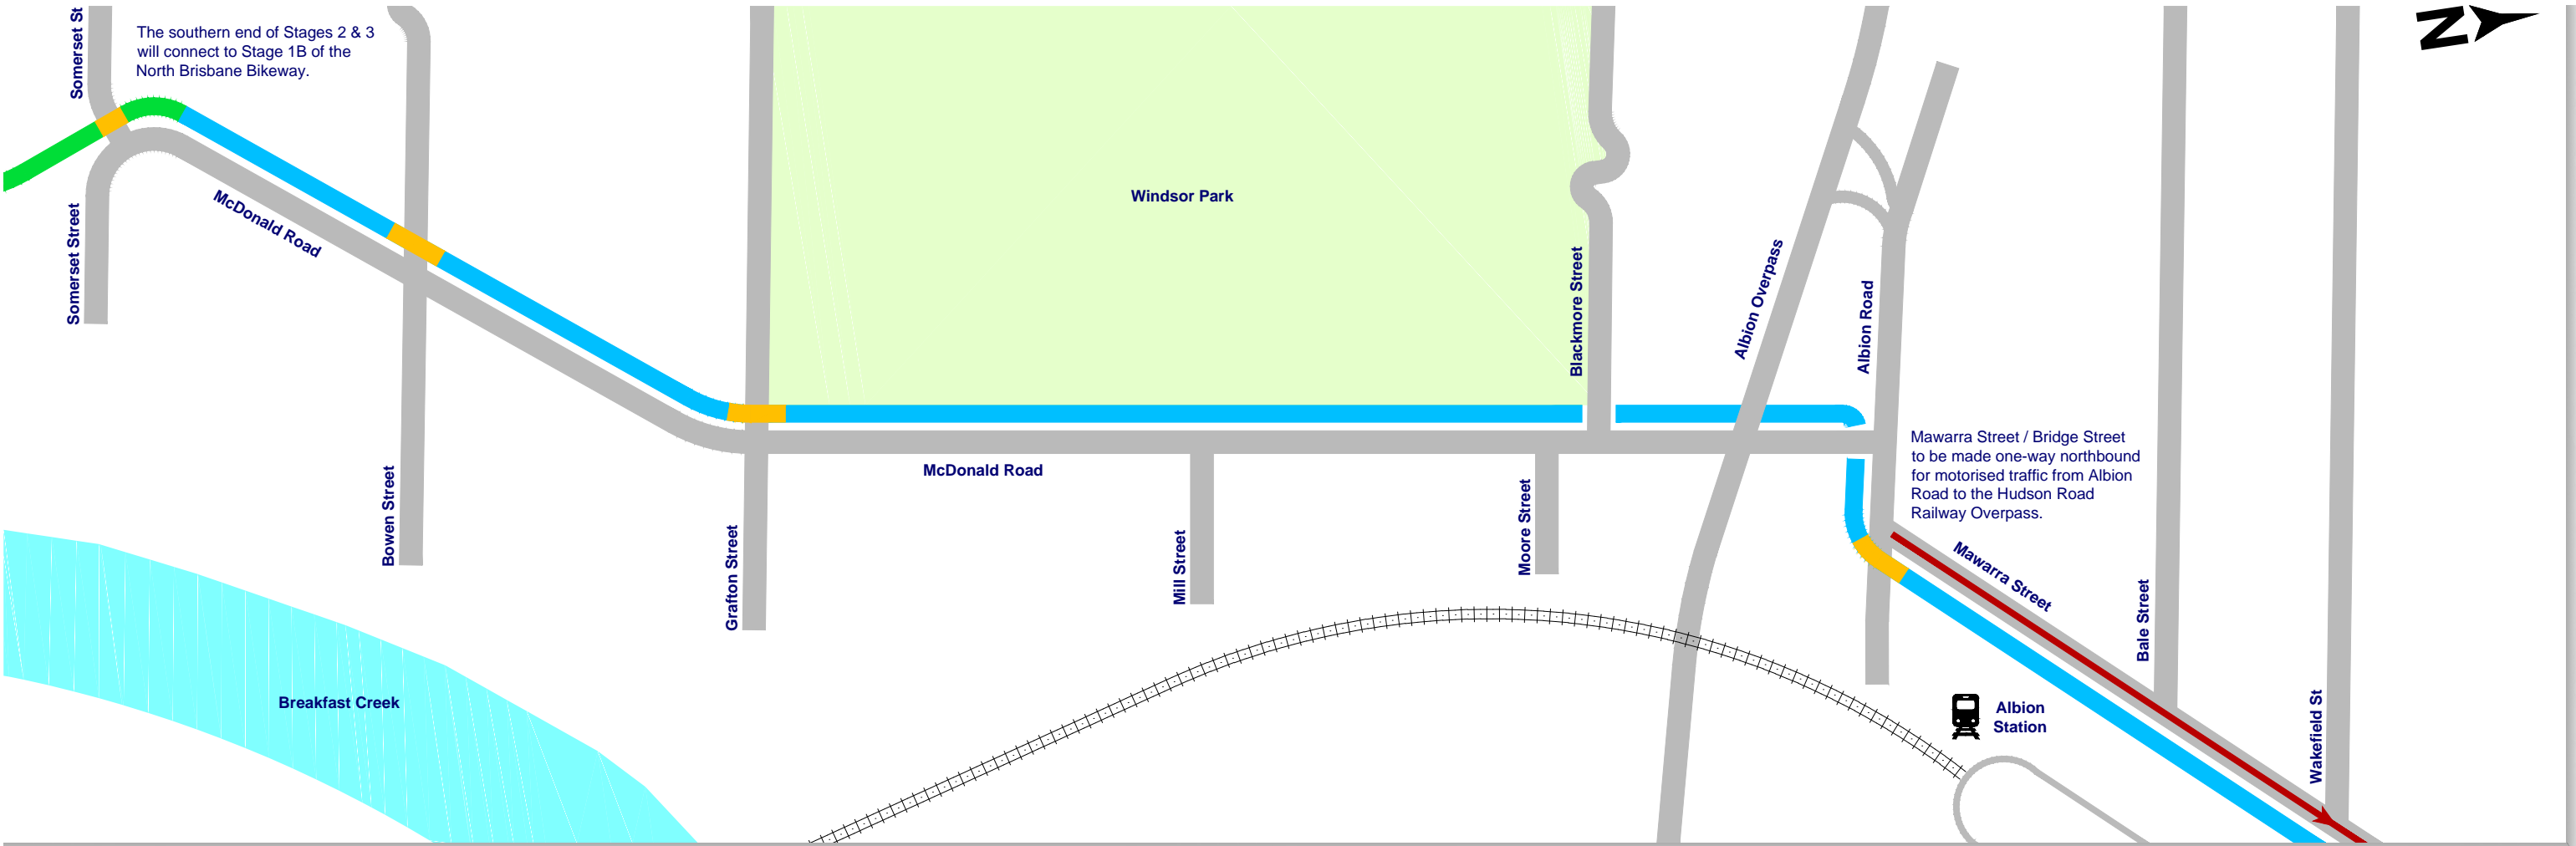 Somerset St
The southern end of Stages 2 & 3
will connect to Stage 1B of the
North Brisbane Bikeway.
N
Somerset Street
McDonald Road
Windsor Park
Blackmore Street
Albion Overpass
Albion Road
Mawarra Street / Bridge Street
to be made one-way northbound
for motorised traffic from Albion
Road to the Hudson Road
Railway Overpass.
Bowen Street
McDonald Road
Grafton Street
Mill Street
Moore Street
Mawarra Street
Bale Street
Wakefield St
Breakfast Creek
Albion
Station